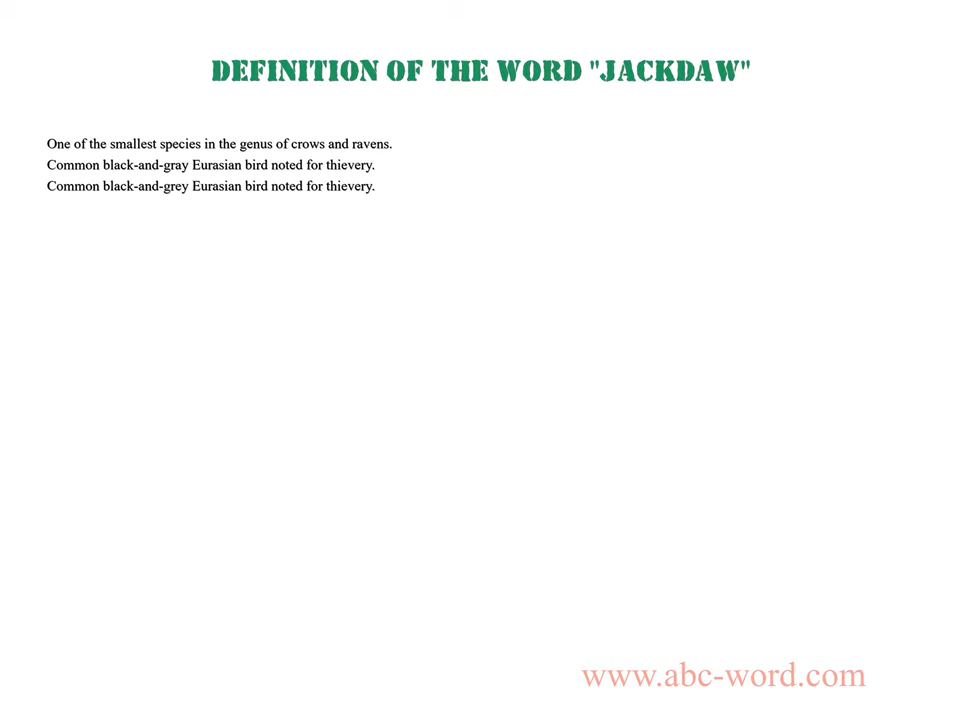 DEFINITION OF THE WORD "JACKDAW"
One of the smallest species in the genus of crows and ravens.
Common black-and-gray Eurasian bird noted for thievery.
Common black-and-grey Eurasian bird noted for thievery.
www.abc-word.com